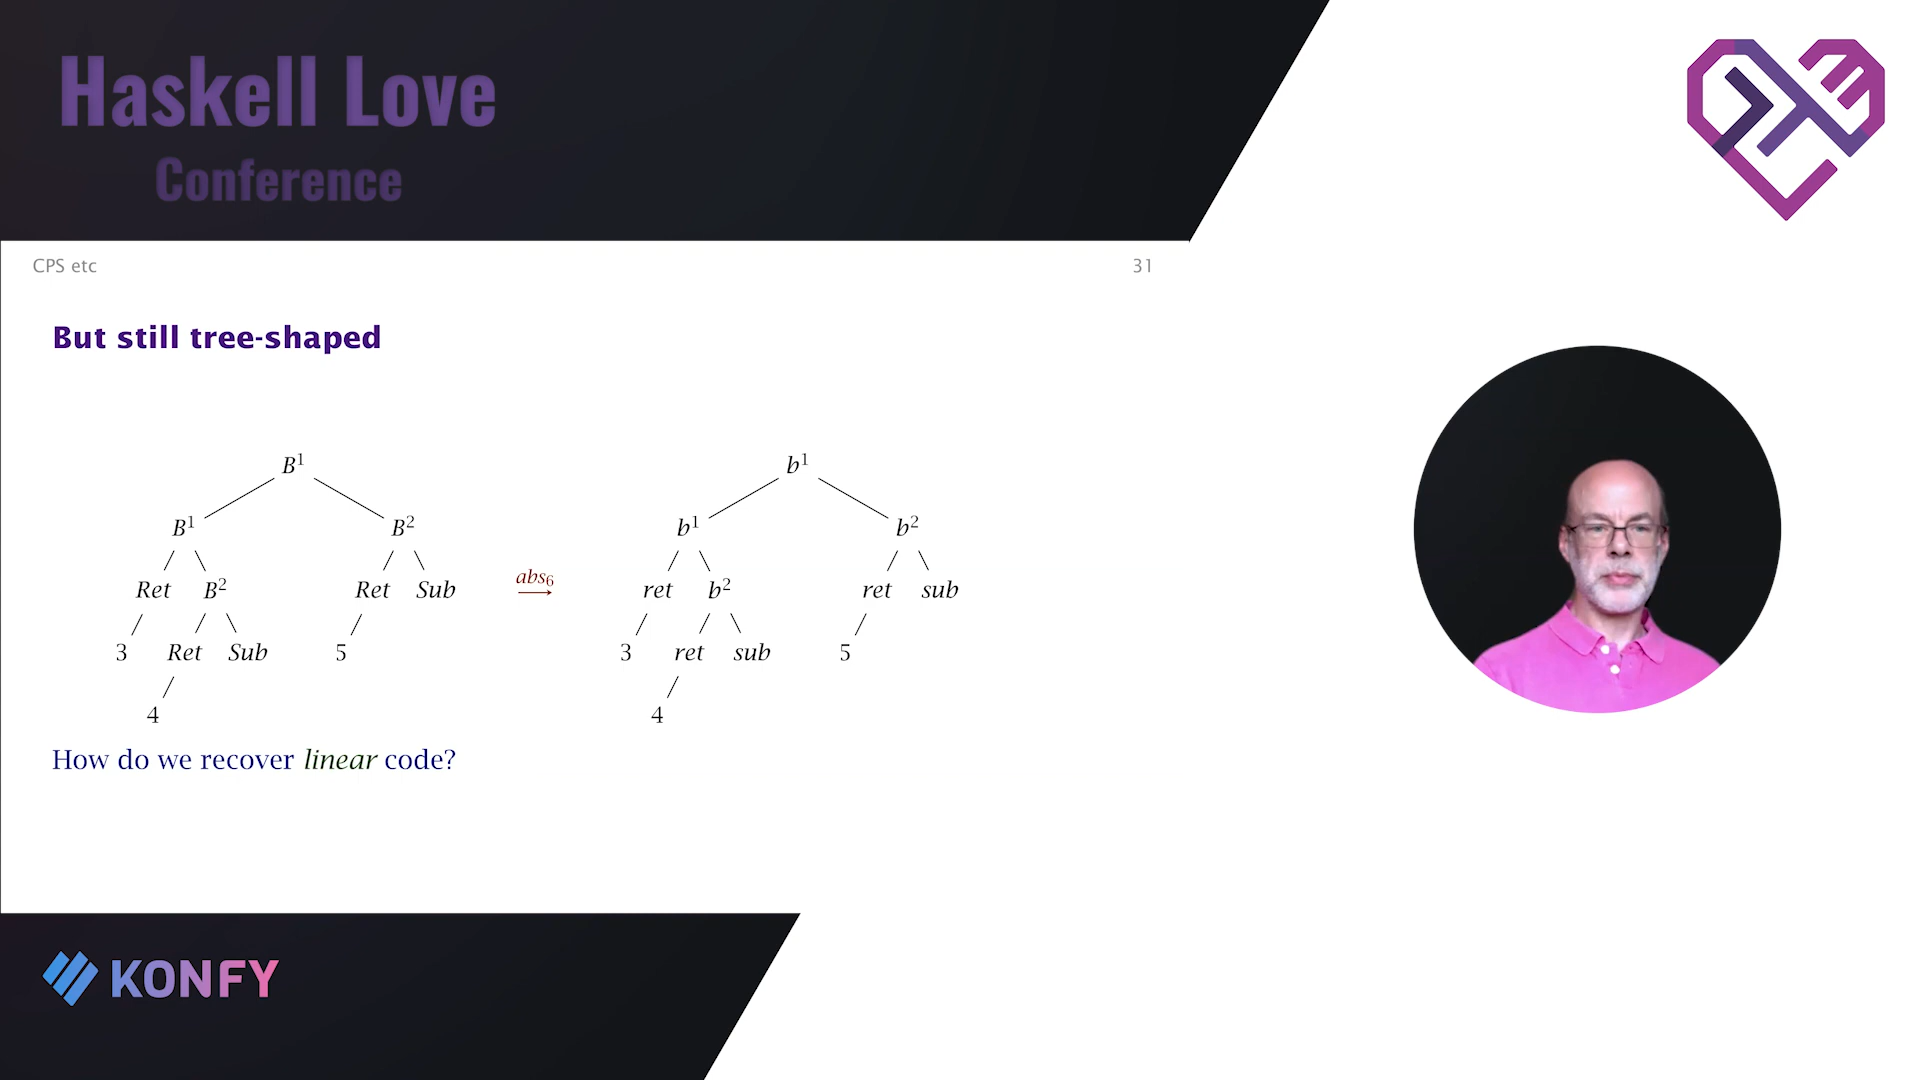 Haskell Love
Conference
CPS etc
31
But still tree-shaped
B¹ b¹
B¹ B² b¹ b²
Ret B² Ret Sub abs₆ ret b² ret sub
3 Ret Sub 5 3 ret sub 5
4 4
How do we recover linear code?
KONFY